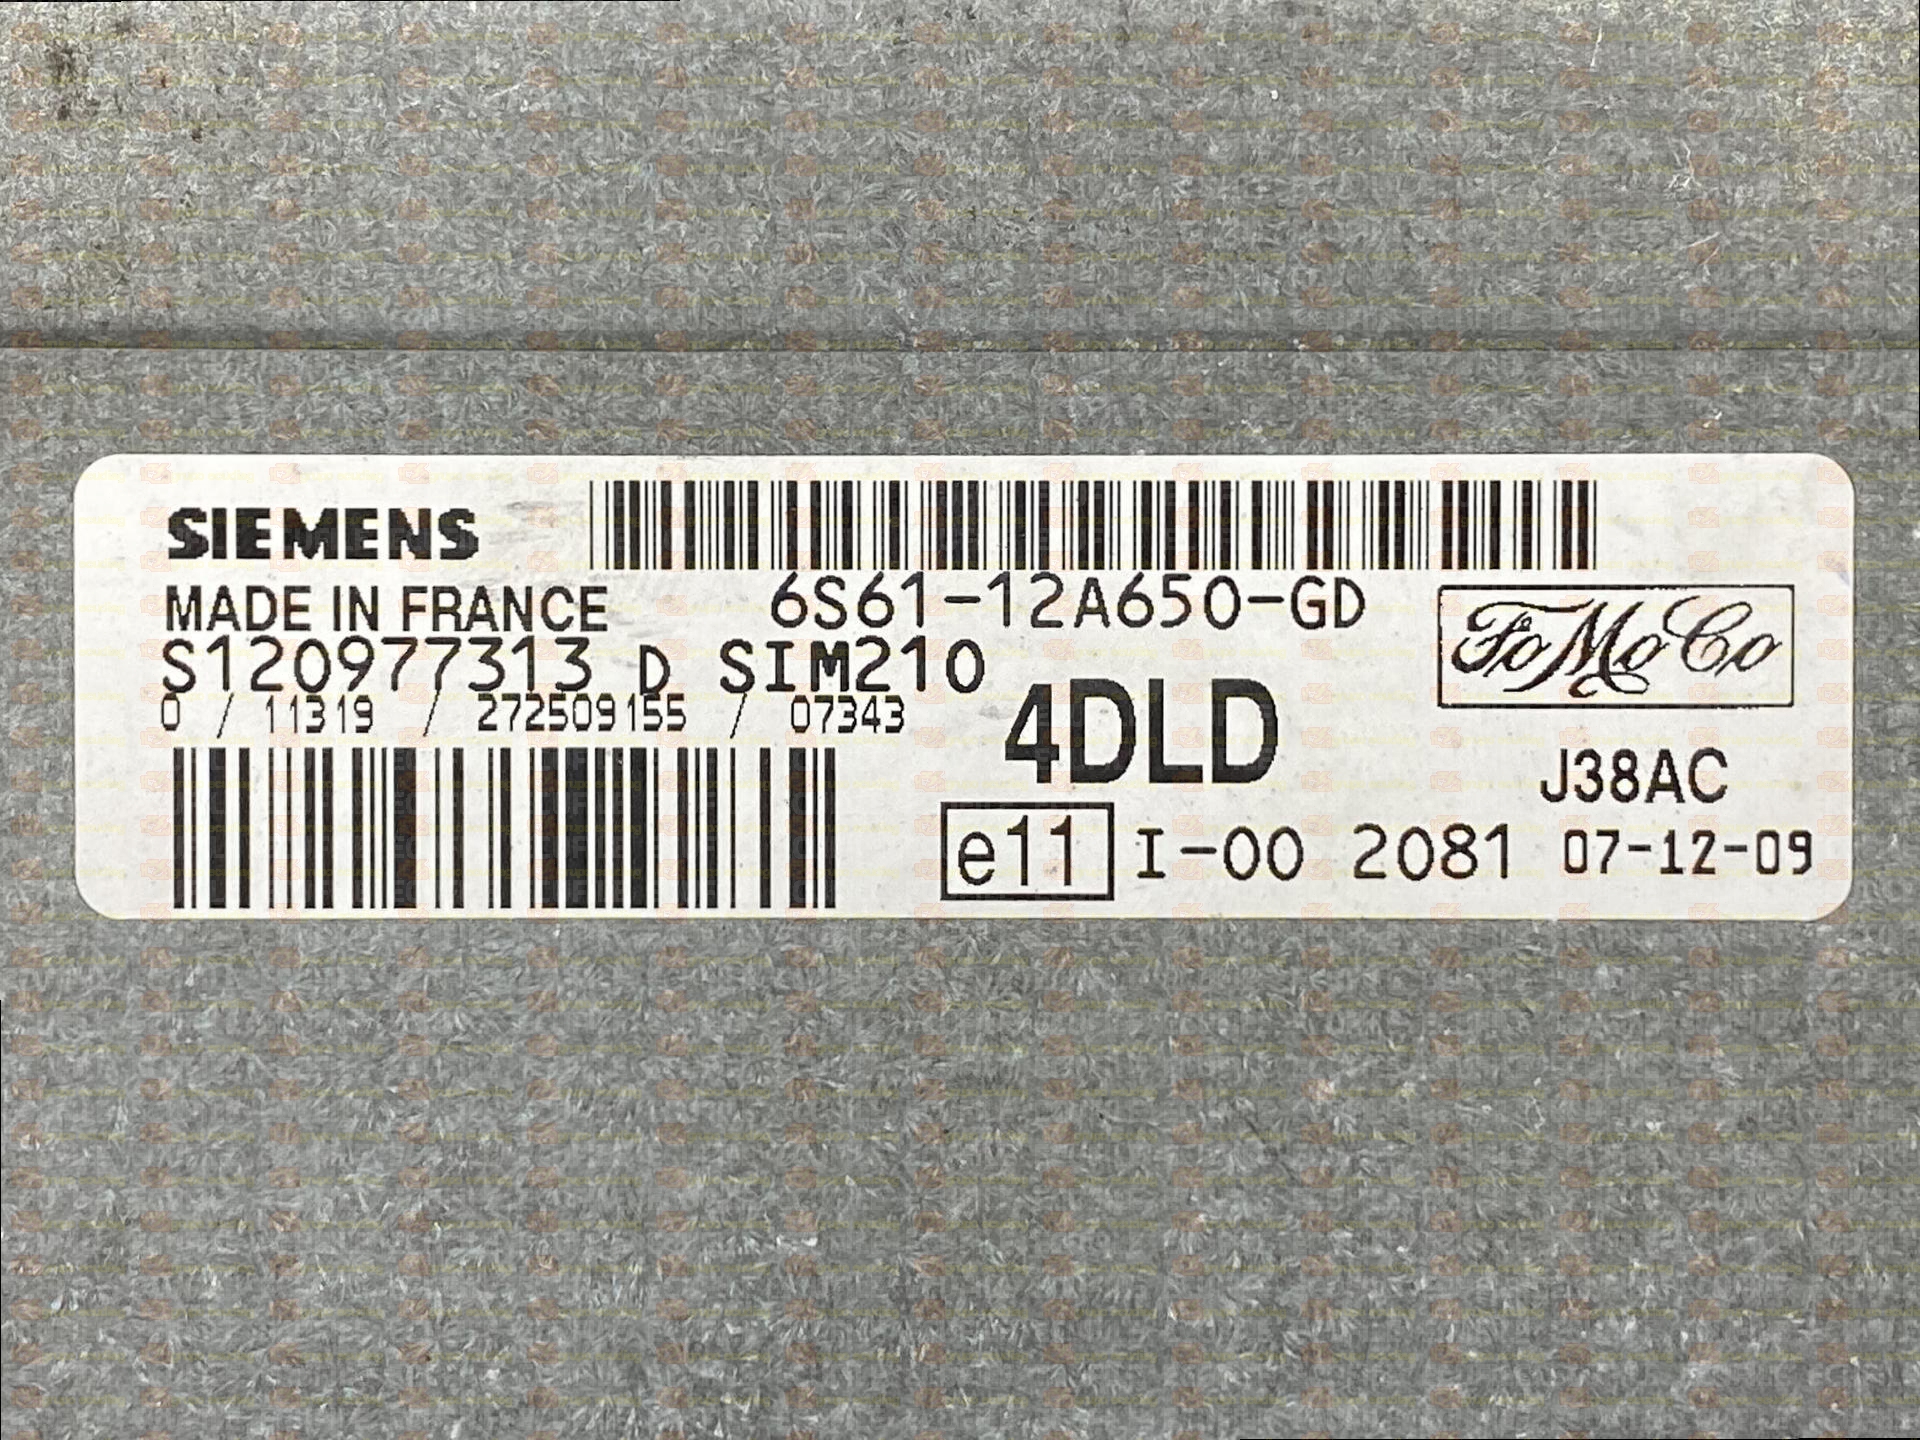 SIEMENS
MADE IN FRANCE
6S61-12A650-GD
S120977313 D SIM210
FoMoCo
0 / 11319 / 272509155 / 07343
4DLD
J38AC
e11 I-00 2081 07-12-09